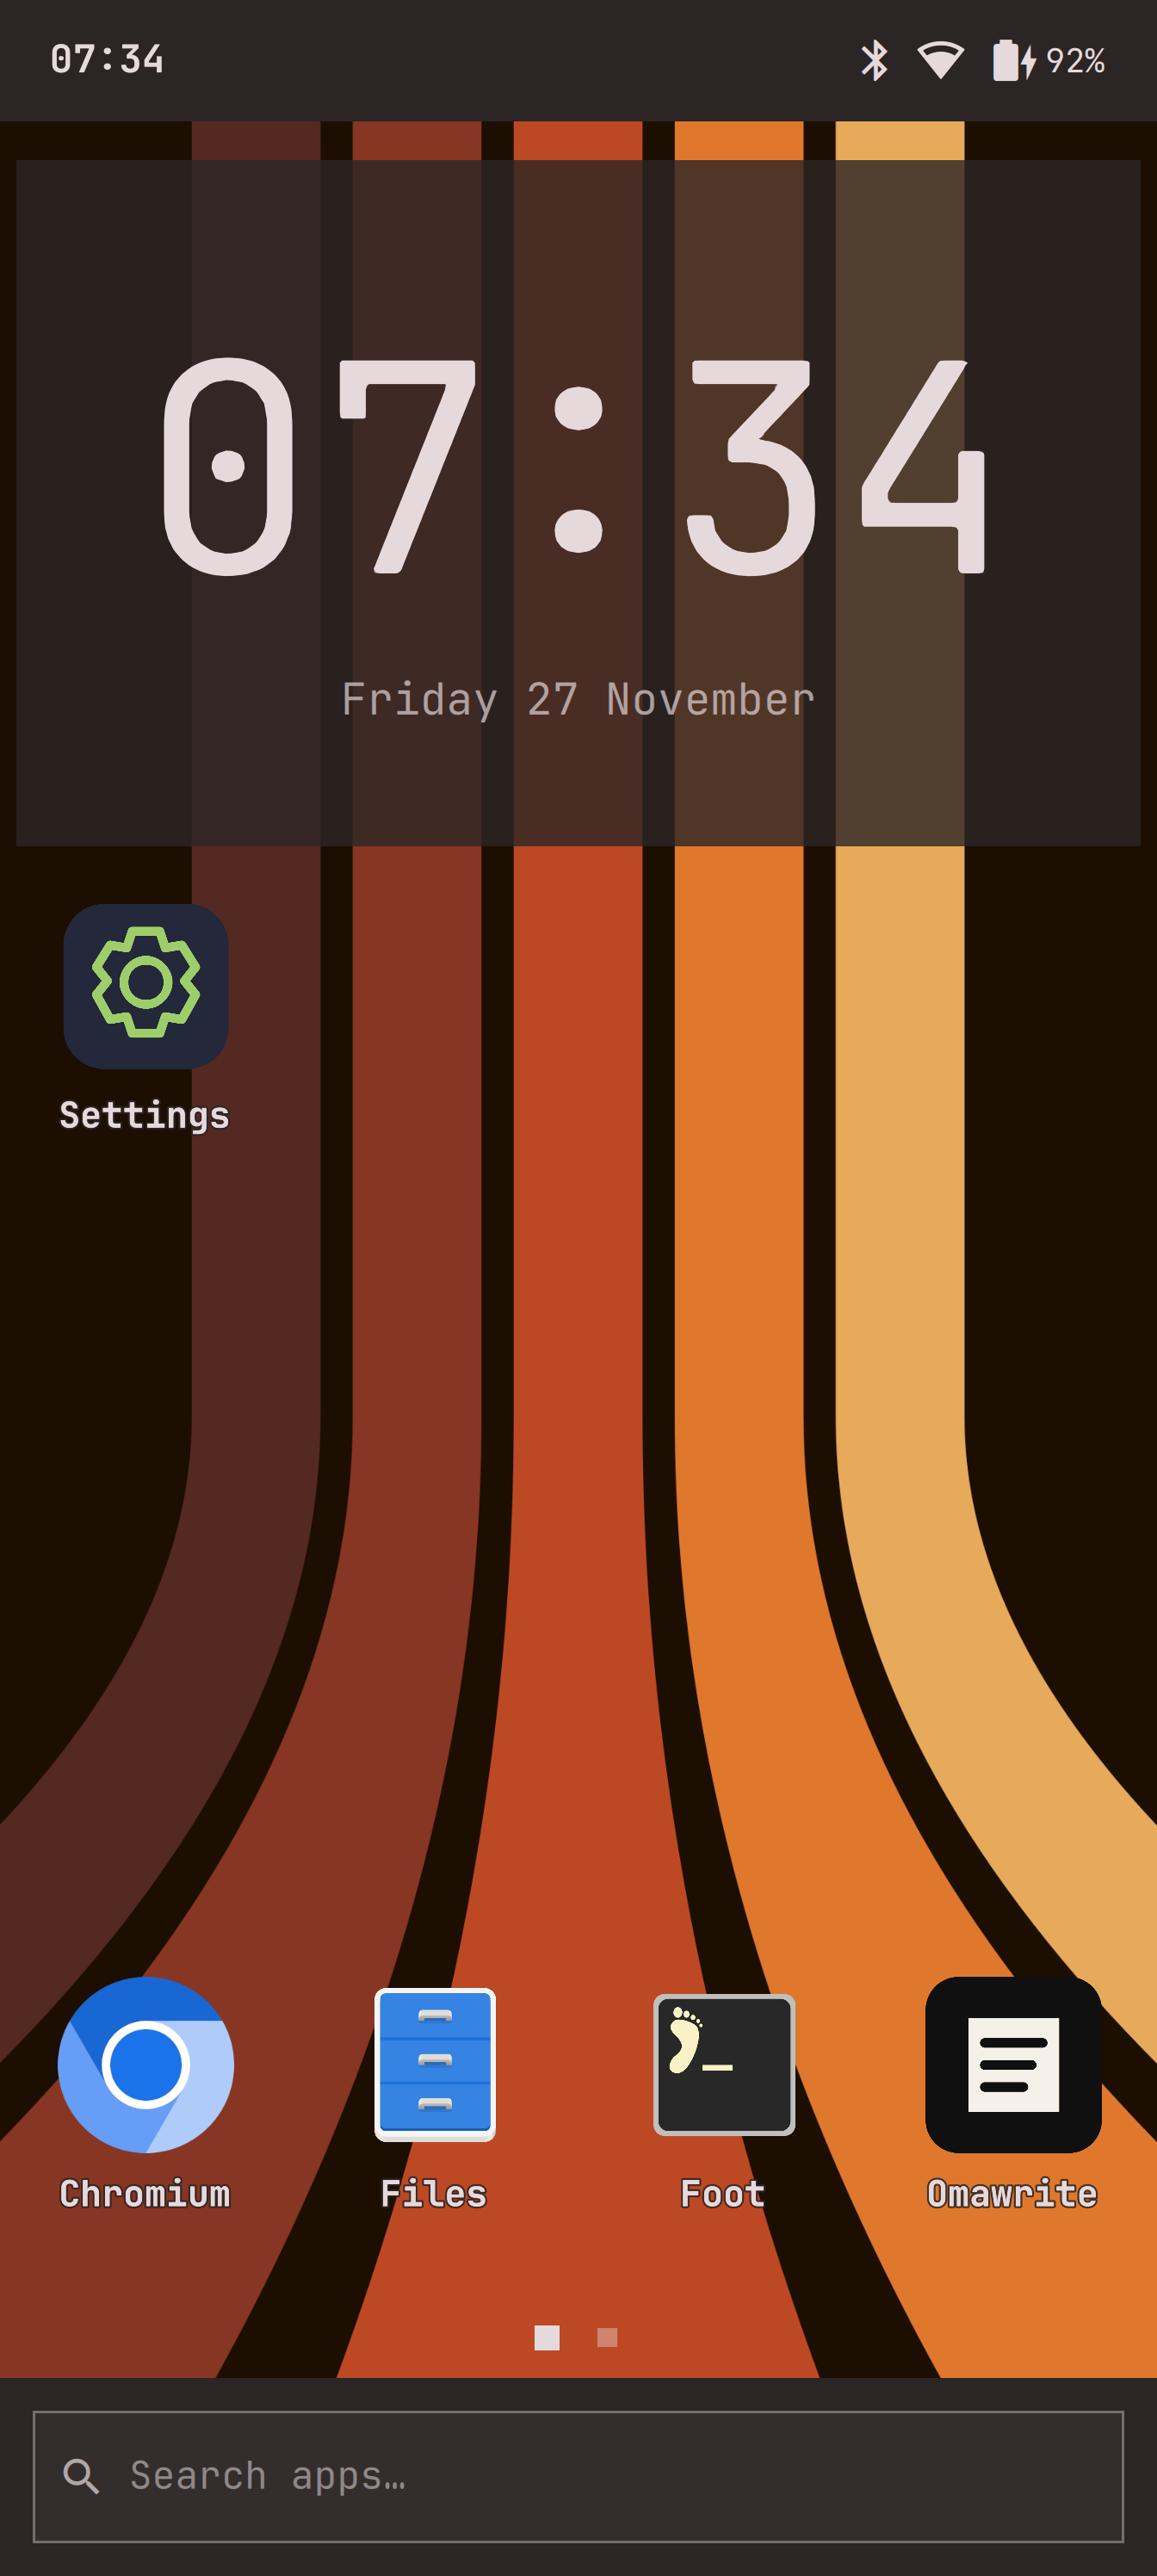 07:34
92%
07:34
Friday 27 November
Settings
Chromium
Files
Foot
Omawrite
Search apps…